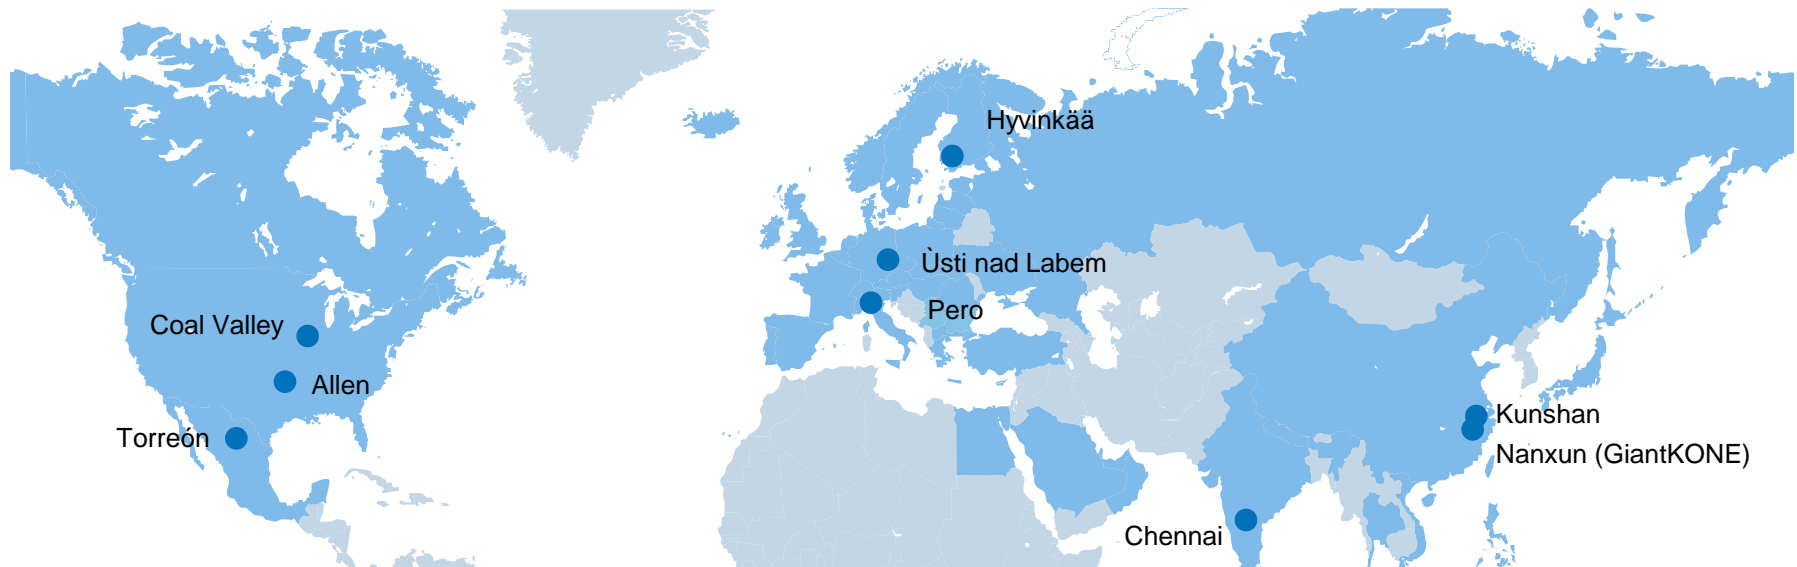 Hyvinkää
Ùsti nad Labem
Pero
Coal Valley
Allen
Torreón
Kunshan
Nanxun (GiantKONE)
Chennai